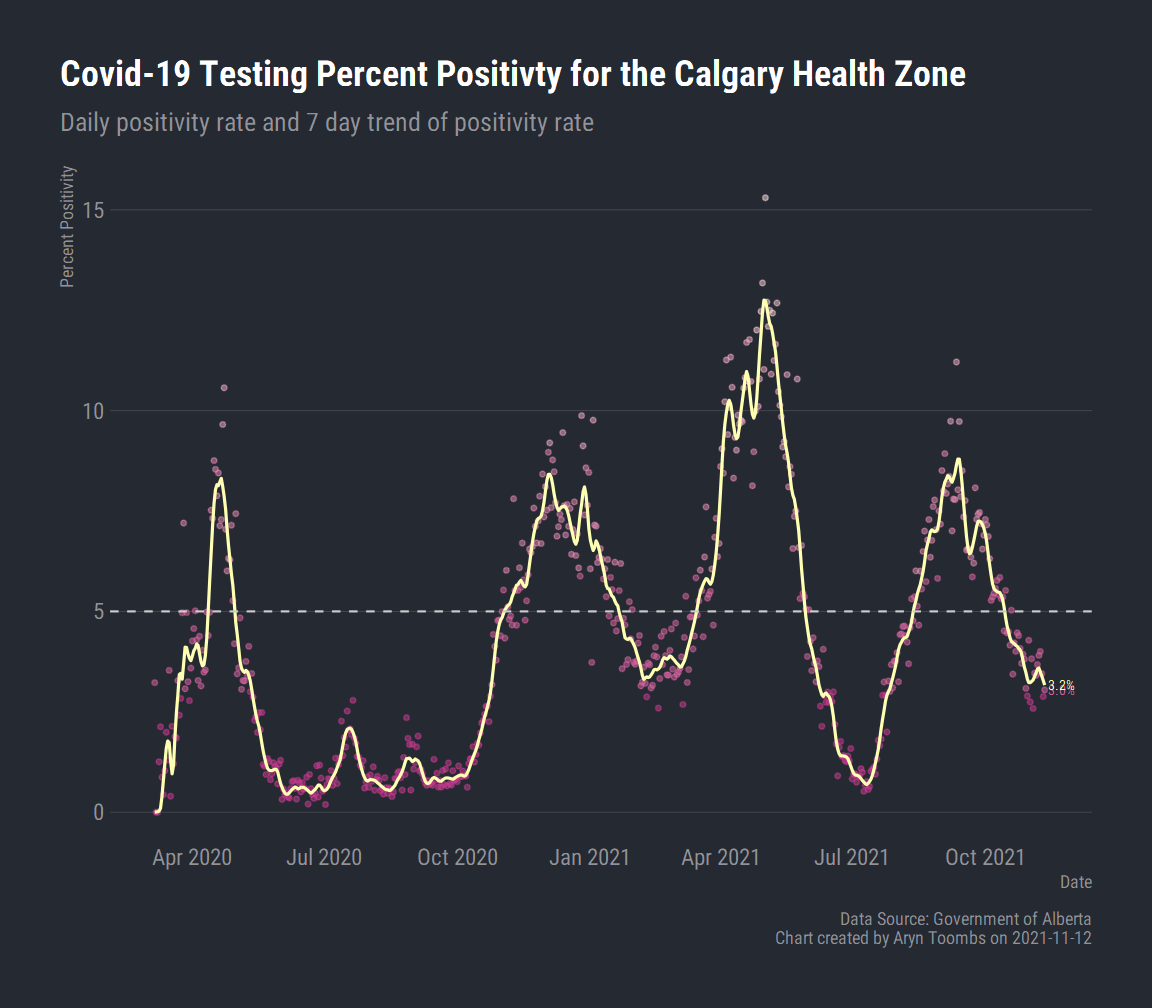 Covid-19 Testing Percent Positivty for the Calgary Health Zone
Daily positivity rate and 7 day trend of positivity rate
Percent Positivity
15
10
5
0
3.2%
Apr 2020 Jul 2020 Oct 2020 Jan 2021 Apr 2021 Jul 2021 Oct 2021
Date
Data Source: Government of Alberta
Chart created by Aryn Toombs on 2021-11-12